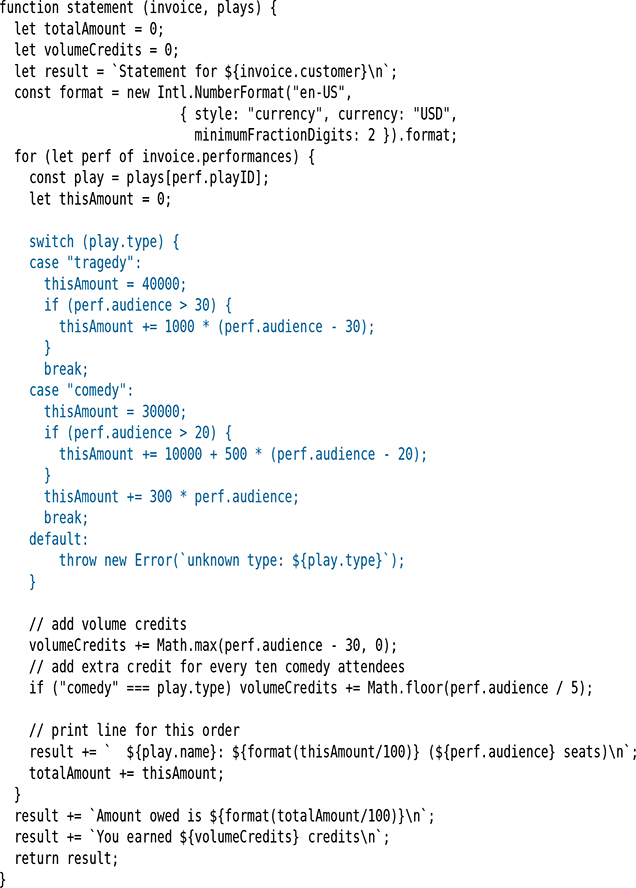 function statement (invoice, plays) {
  let totalAmount = 0;
  let volumeCredits = 0;
  let result = `Statement for ${invoice.customer}\n`;
  const format = new Intl.NumberFormat("en-US",
                        { style: "currency", currency: "USD",
                          minimumFractionDigits: 2 }).format;
  for (let perf of invoice.performances) {
    const play = plays[perf.playID];
    let thisAmount = 0;

    switch (play.type) {
    case "tragedy":
      thisAmount = 40000;
      if (perf.audience > 30) {
        thisAmount += 1000 * (perf.audience - 30);
      }
      break;
    case "comedy":
      thisAmount = 30000;
      if (perf.audience > 20) {
        thisAmount += 10000 + 500 * (perf.audience - 20);
      }
      thisAmount += 300 * perf.audience;
      break;
    default:
        throw new Error(`unknown type: ${play.type}`);
    }

    // add volume credits
    volumeCredits += Math.max(perf.audience - 30, 0);
    // add extra credit for every ten comedy attendees
    if ("comedy" === play.type) volumeCredits += Math.floor(perf.audience / 5);

    // print line for this order
    result += `  ${play.name}: ${format(thisAmount/100)} (${perf.audience} seats)\n`;
    totalAmount += thisAmount;
  }
  result += `Amount owed is ${format(totalAmount/100)}\n`;
  result += `You earned ${volumeCredits} credits\n`;
  return result;
}